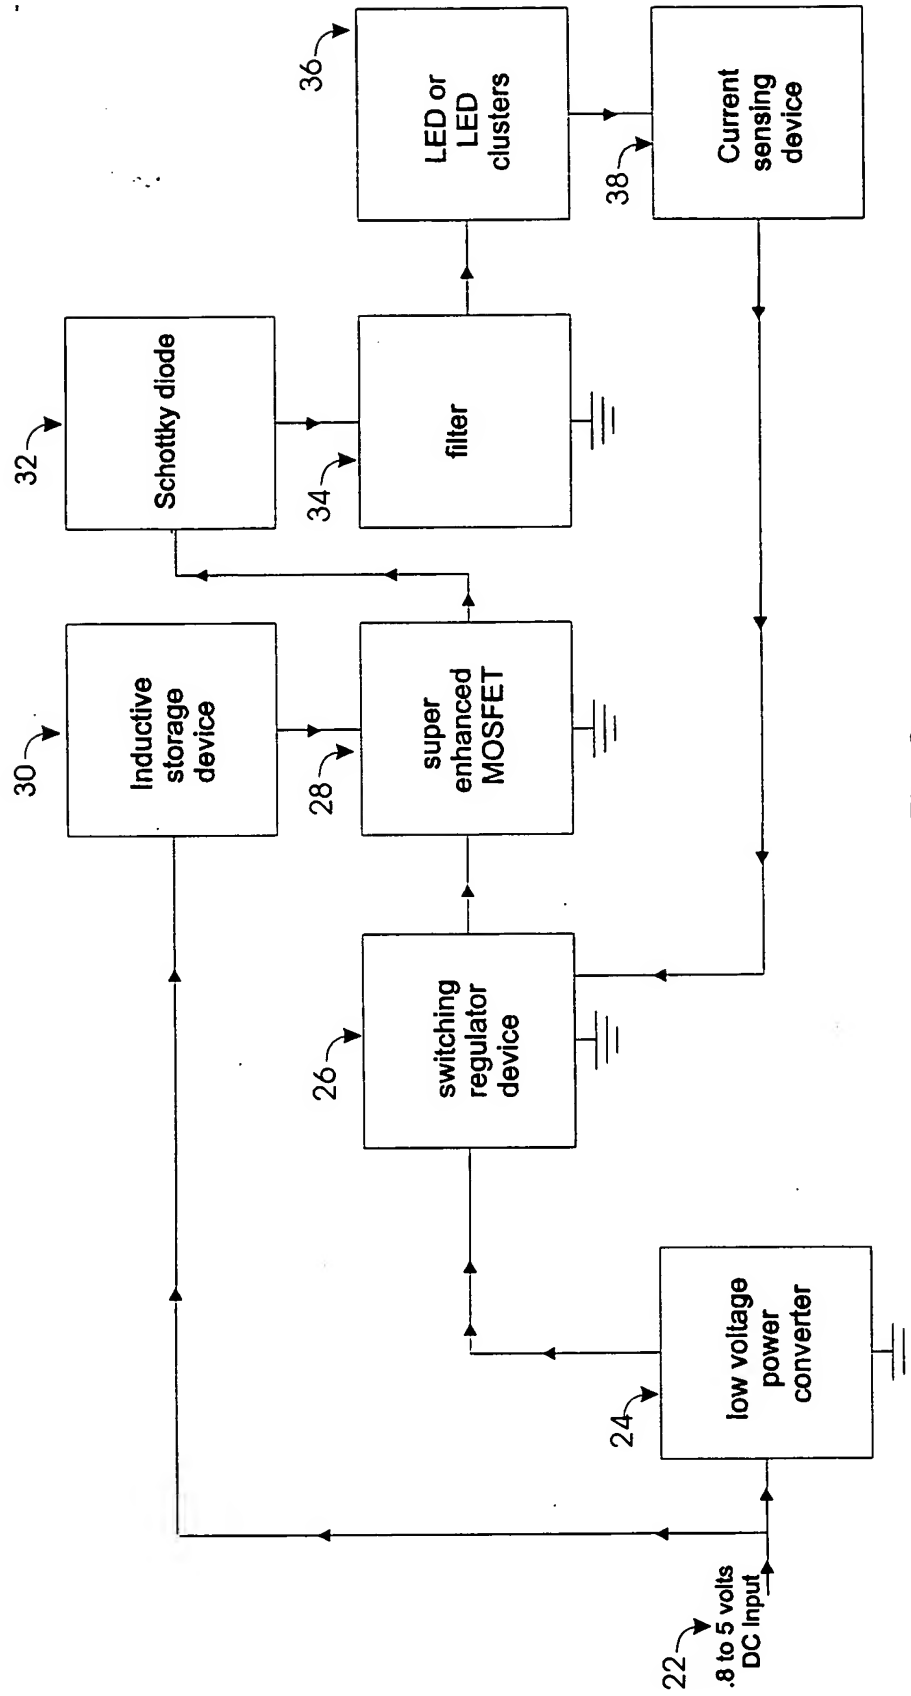 22
.8 to 5 volts
DC Input
24
low voltage
power
converter
26
switching
regulator
device
28
super
enhanced
MOSFET
30
Inductive
storage
device
32
Schottky diode
34
filter
36
LED or
LED
clusters
38
Current
sensing
device